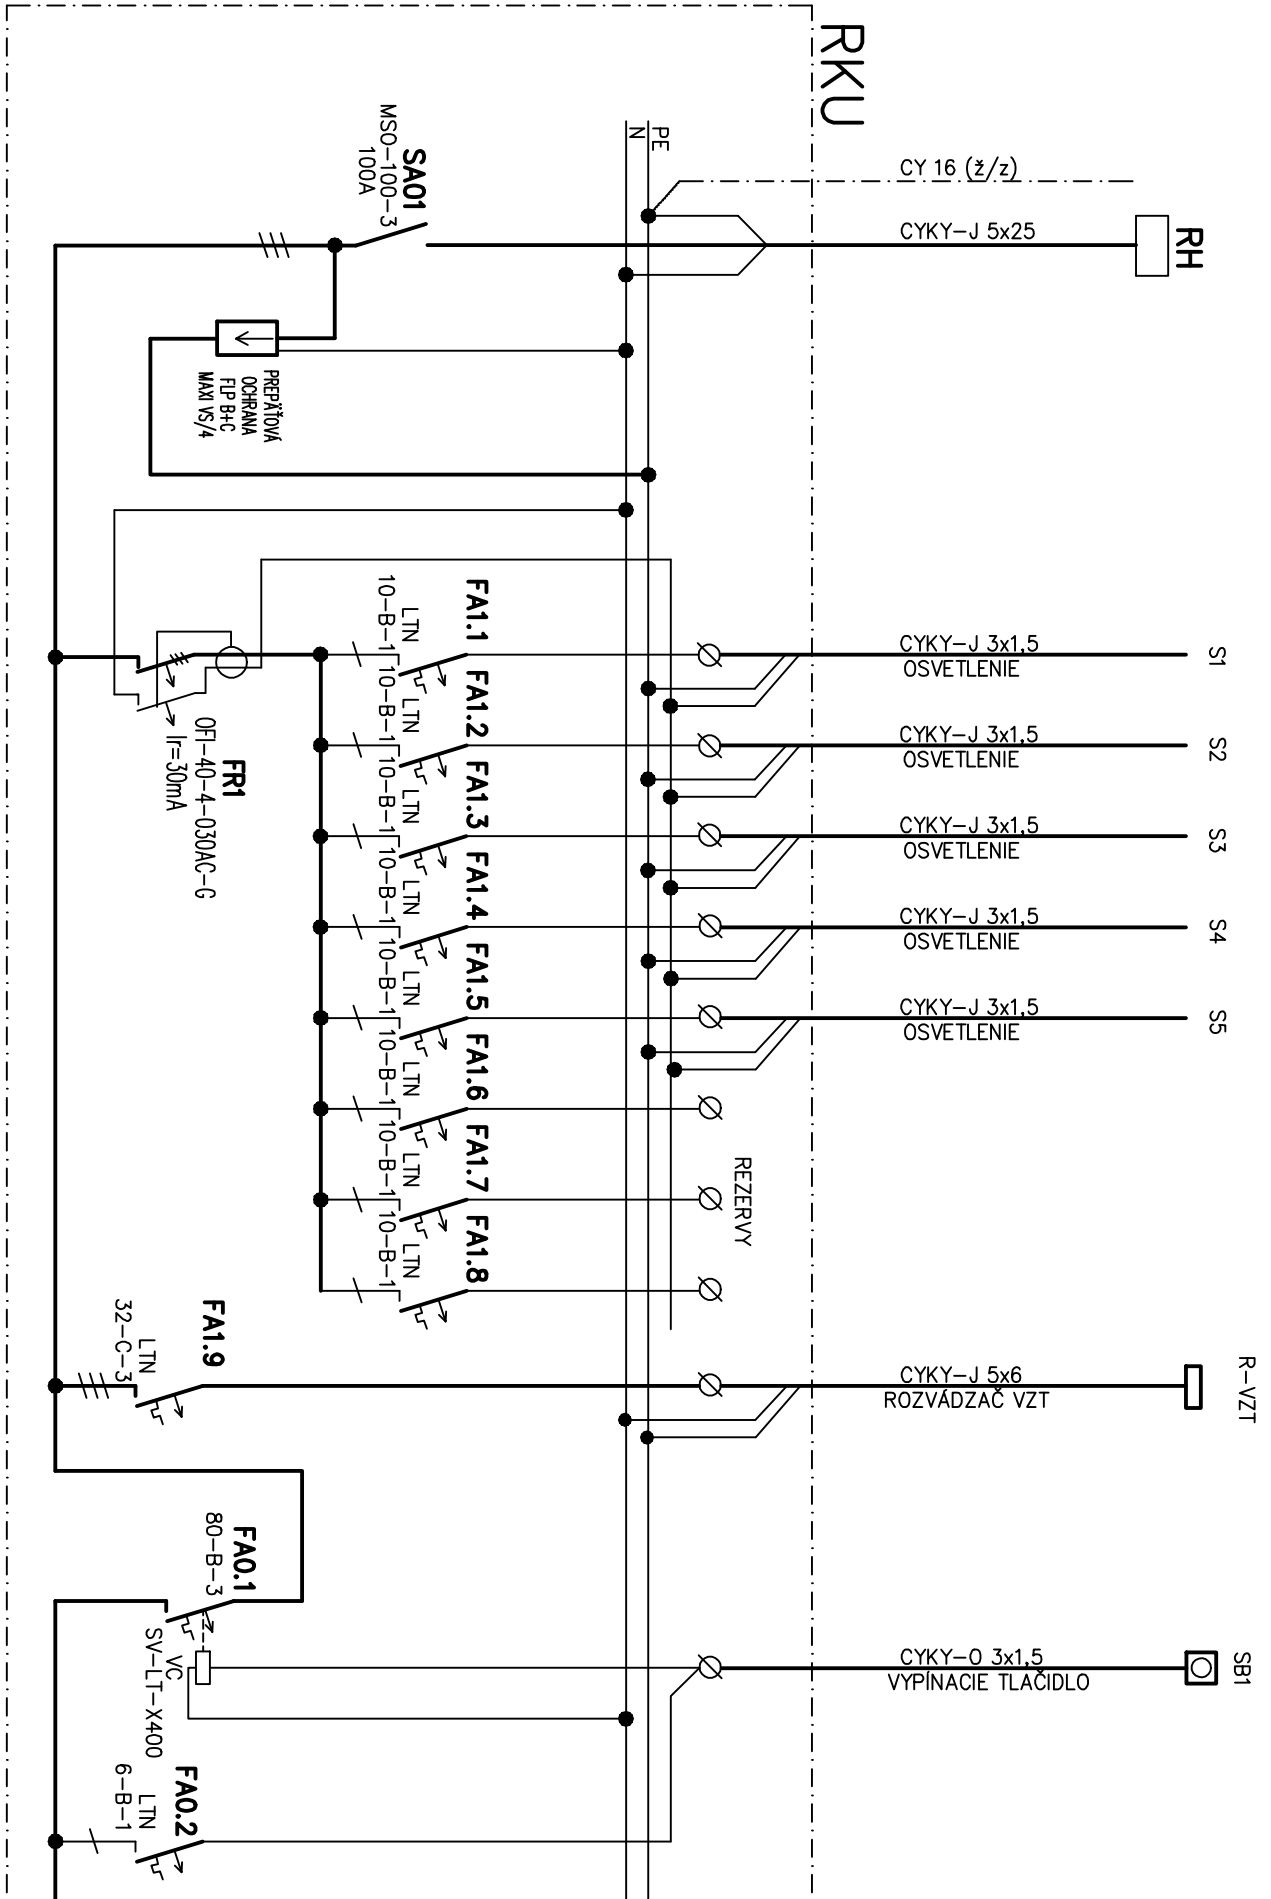 RKU
PE
N
CY 16 (ž/z)
CYKY-J 5x25
RH
SA01
MSO-100-3
100A
PREPÄŤOVÁ
OCHRANA
FLP B+C
MAXI VS/4
FR1
OFI-40-4-030AC-G
Ir=30mA
FA1.1
LTN
10-B-1
CYKY-J 3x1,5
OSVETLENIE
S1
FA1.2
LTN
10-B-1
CYKY-J 3x1,5
OSVETLENIE
S2
FA1.3
LTN
10-B-1
CYKY-J 3x1,5
OSVETLENIE
S3
FA1.4
LTN
10-B-1
CYKY-J 3x1,5
OSVETLENIE
S4
FA1.5
LTN
10-B-1
CYKY-J 3x1,5
OSVETLENIE
S5
FA1.6
LTN
10-B-1
FA1.7
LTN
10-B-1
FA1.8
LTN
10-B-1
REZERVY
FA1.9
LTN
32-C-3
CYKY-J 5x6
ROZVÁDZAČ VZT
R-VZT
FA0.1
80-B-3
VC
SV-LT-X400
CYKY-O 3x1,5
VYPÍNACIE TLAČIDLO
SB1
FA0.2
LTN
6-B-1